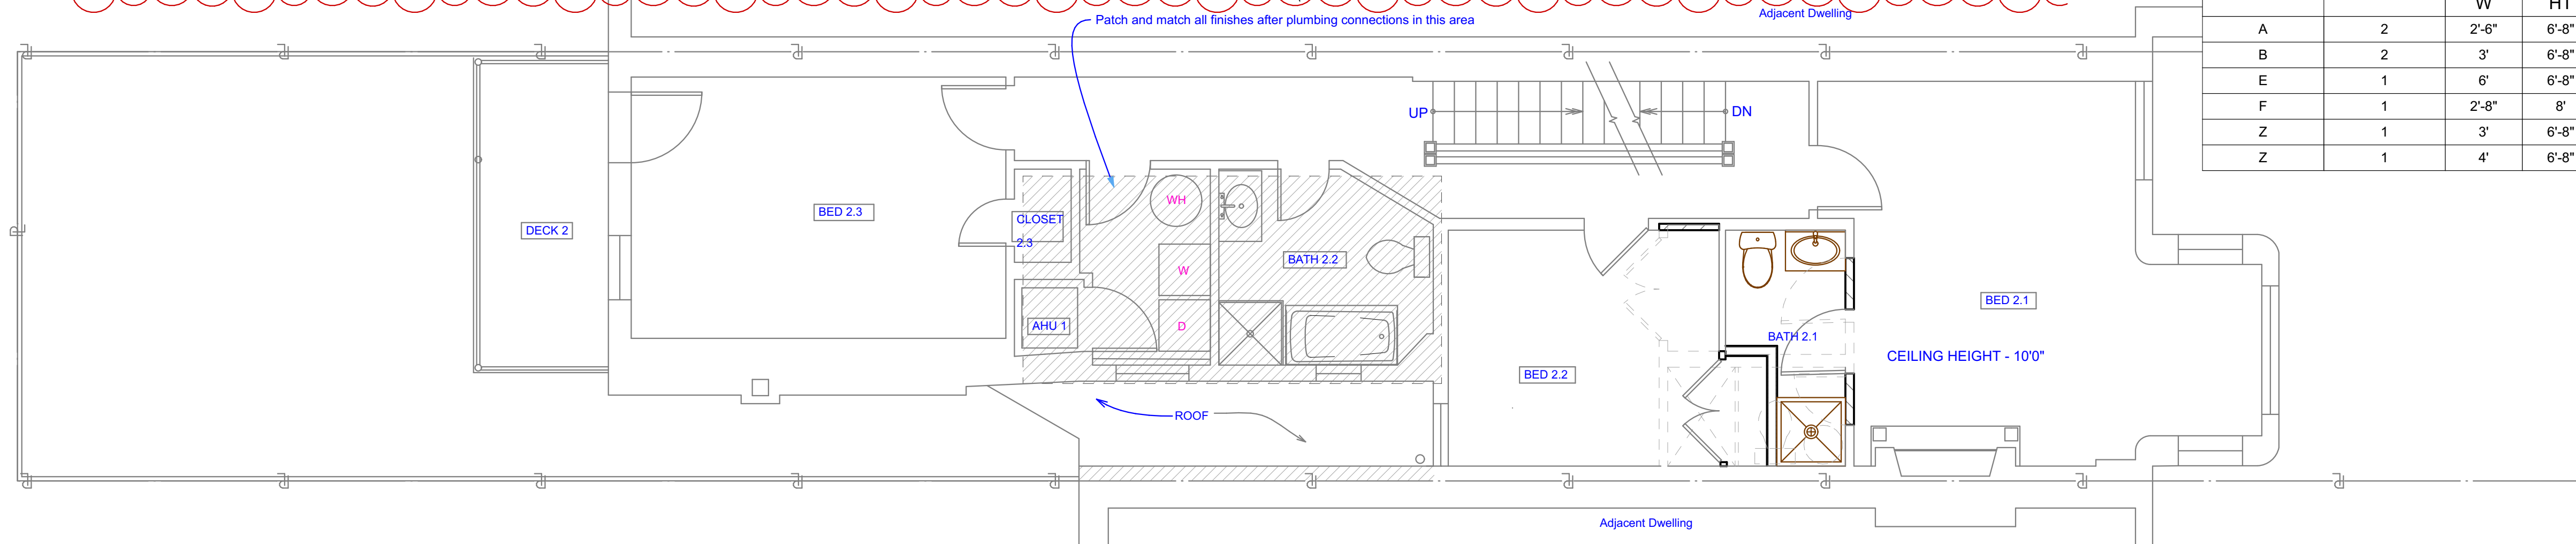 Patch and match all finishes after plumbing connections in this area
Adjacent Dwelling
W HT
A 2 2'-6" 6'-8"
B 2 3' 6'-8"
E 1 6' 6'-8"
F 1 2'-8" 8'
Z 1 3' 6'-8"
Z 1 4' 6'-8"
UP
DN
DECK 2
BED 2.3
CLOSET
2.3
WH
W
D
AHU 1
BATH 2.2
BED 2.2
BATH 2.1
BED 2.1
CEILING HEIGHT - 10'0"
ROOF
Adjacent Dwelling